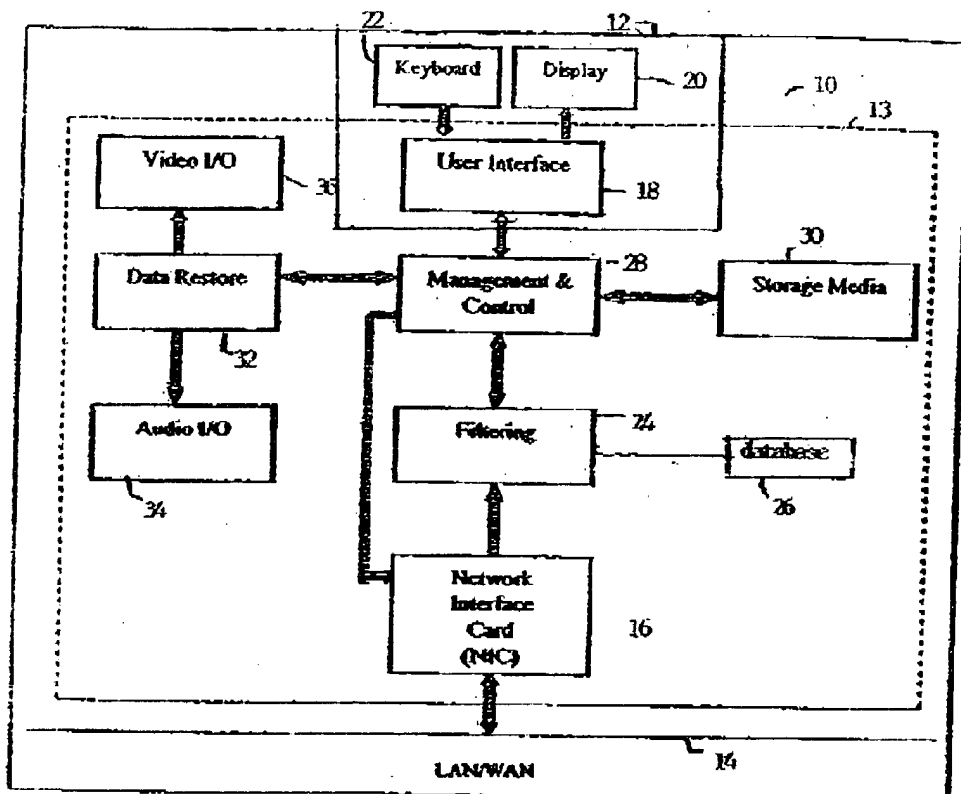 22
12
Keyboard
Display
20
10
13
Video I/O
User Interface
36
18
30
Data Restore
28
Management &
Control
Storage Media
32
Audio I/O
Filtering
24
database
34
26
Network
Interface
Card
(NIC)
16
14
LAN/WAN